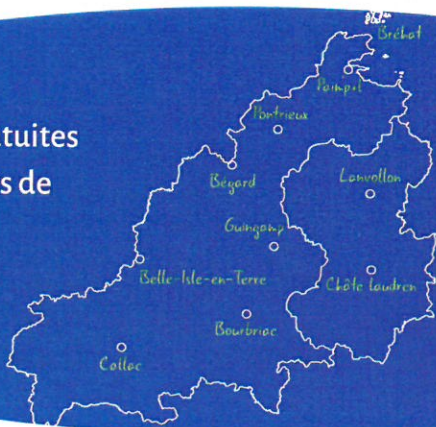 Bréhat
Paimpol
tuites
s de
Pontrieux
Bégard
Lanvollon
Guingamp
Belle-Isle-en-Terre
Châtelaudren
Bourbriac
Callac